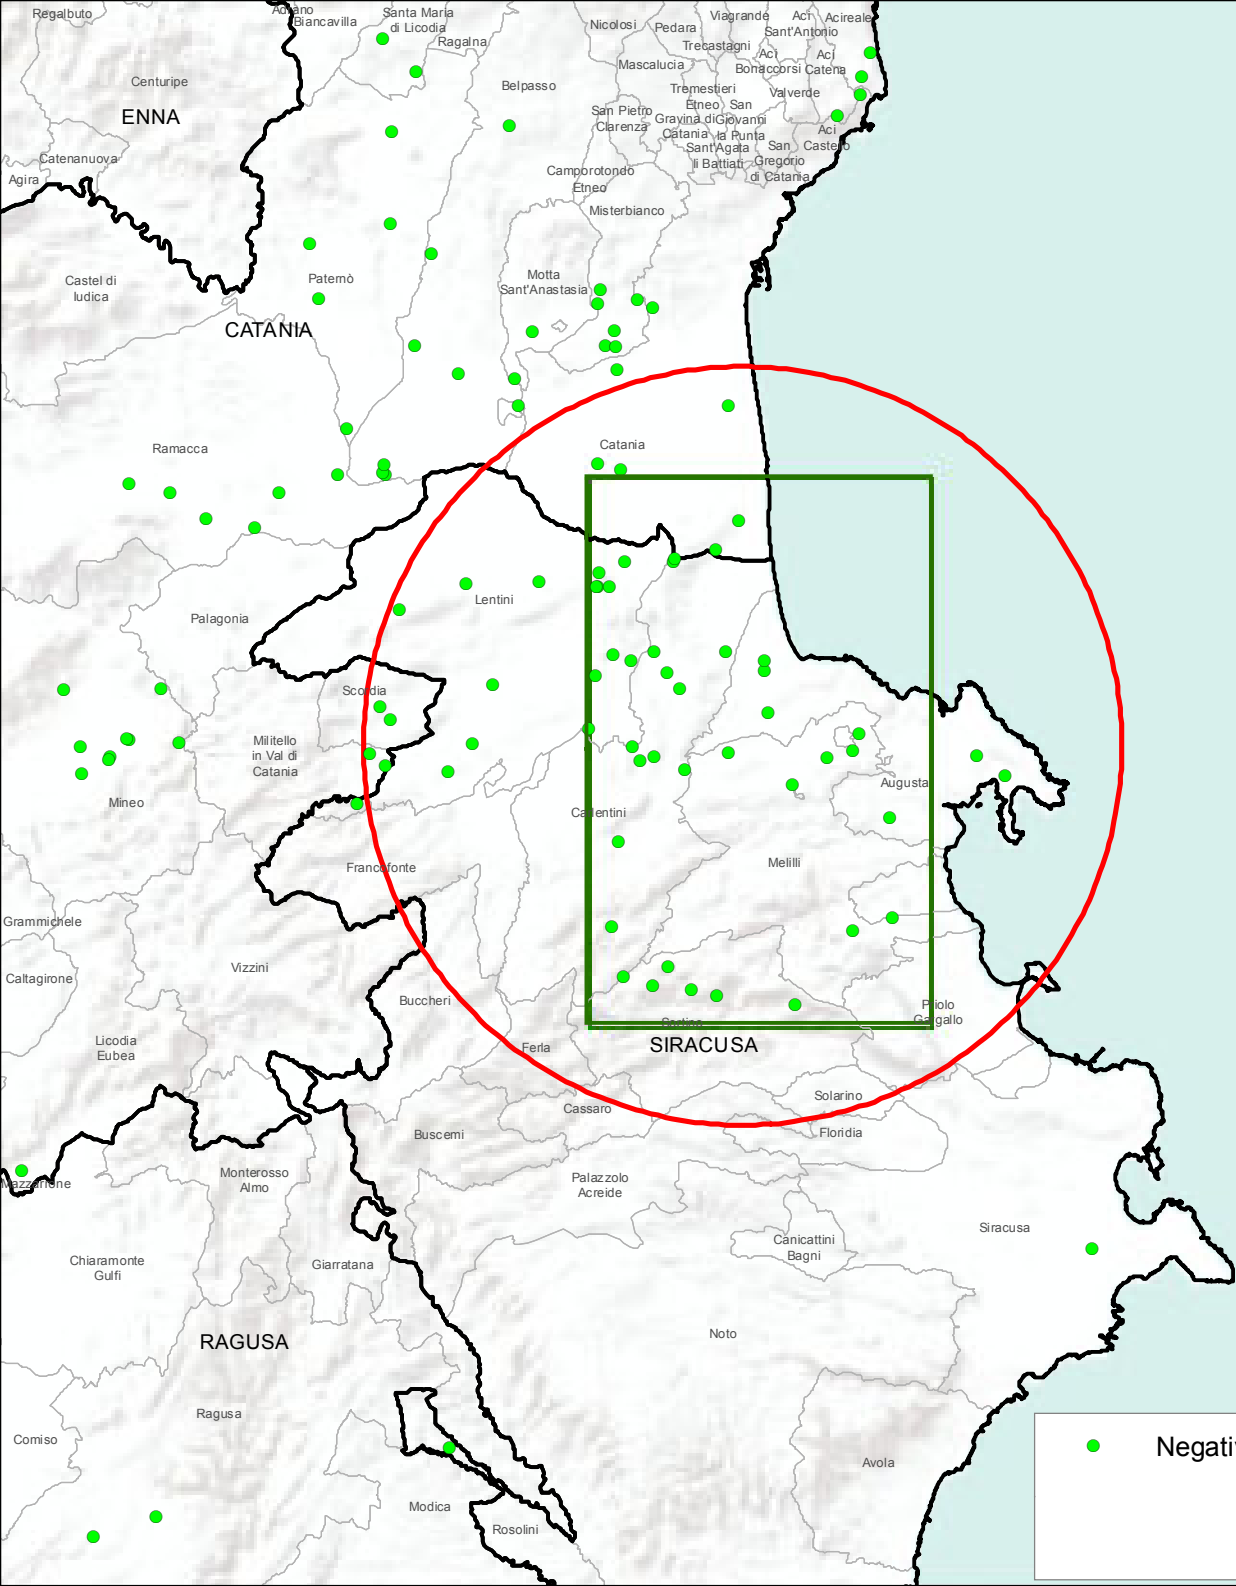 Regalbuto
Adrano
Biancavilla
Santa Maria
di Licodia
Ragalna
Nicolosi
Pedara
Viagrande
Aci
Sant'Antonio
Acireale
Trecastagni
Mascalucia
Aci
Bonaccorsi
Aci
Catena
Centuripe
ENNA
Belpasso
Tremestieri
Etneo
Valverde
San Pietro
Clarenza
Gravina di
Catania
San
Giovanni
la Punta
Sant'Agata
li Battiati
San
Gregorio
di Catania
Aci
Castello
Catenanuova
Agira
Camporotondo
Etneo
Misterbianco
Castel di
Iudica
Paternò
Motta
Sant'Anastasia
CATANIA
Ramacca
Catania
Lentini
Palagonia
Scordia
Militello
in Val di
Catania
Mineo
Augusta
Carlentini
Melilli
Francofonte
Grammichele
Caltagirone
Vizzini
Buccheri
Priolo
Gargallo
Sortino
SIRACUSA
Licodia
Eubea
Ferla
Cassaro
Solarino
Floridia
Buscemi
Mazzarrone
Monterosso
Almo
Palazzolo
Acreide
Siracusa
Canicattini
Bagni
Chiaramonte
Gulfi
Giarratana
RAGUSA
Noto
Ragusa
Comiso
Avola
Modica
Rosolini
Negativ